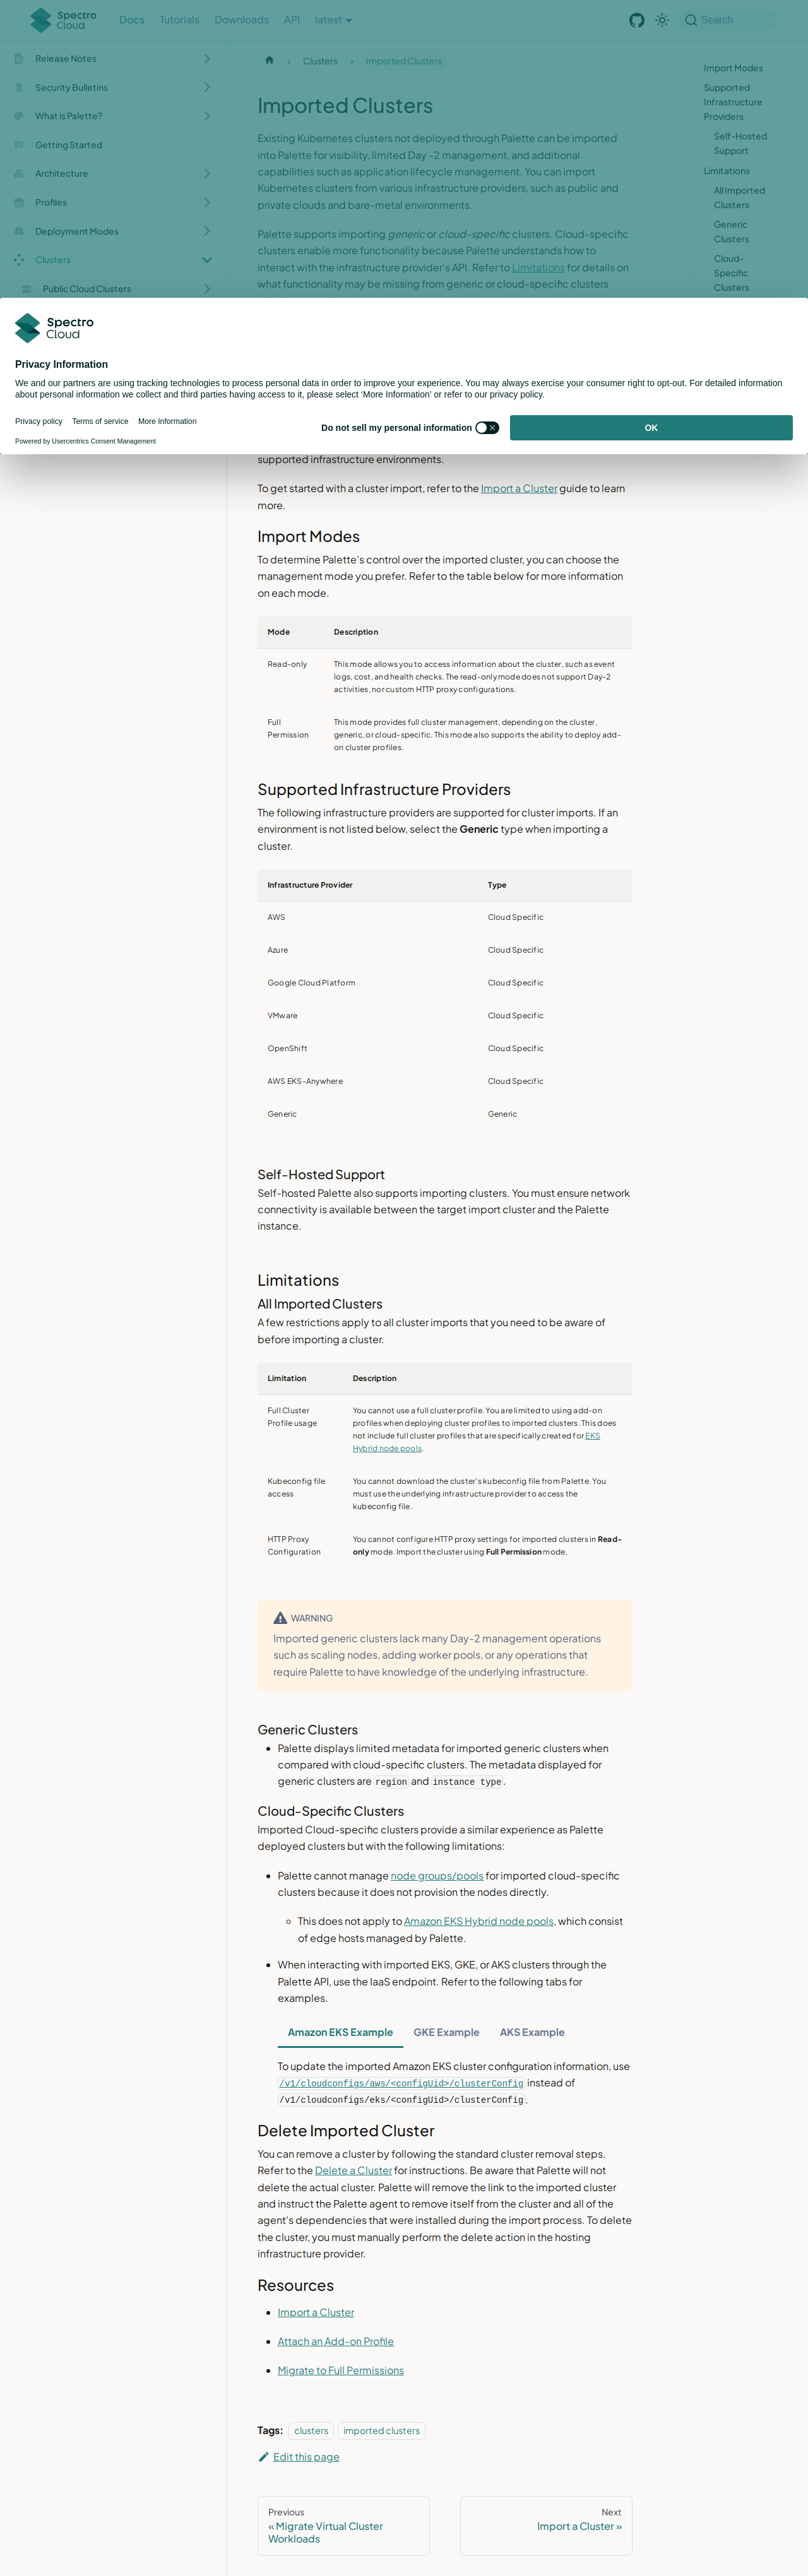 Spectro Cloud
Docs
Tutorials
Downloads
API
latest
Search
Release Notes
Security Bulletins
What is Palette?
Getting Started
Architecture
Profiles
Deployment Modes
Clusters
Public Cloud Clusters
Clusters
Imported Clusters
Imported Clusters
Existing Kubernetes clusters not deployed through Palette can be imported
into Palette for visibility, limited Day -2 management, and additional
capabilities such as application lifecycle management. You can import
Kubernetes clusters from various infrastructure providers, such as public and
private clouds and bare-metal environments.
Palette supports importing generic or cloud-specific clusters. Cloud-specific
clusters enable more functionality because Palette understands how to
interact with the infrastructure provider's API. Refer to Limitations for details on
what functionality may be missing from generic or cloud-specific clusters
Import Modes
Supported
Infrastructure
Providers
Self-Hosted
Support
Limitations
All Imported
Clusters
Generic
Clusters
Cloud-
Specific
Clusters
Spectro
Cloud
Privacy Information
We and our partners are using tracking technologies to process personal data in order to improve your experience. You may always exercise your consumer right to opt-out. For detailed information
about personal information we collect and third parties having access to it, please select ‘More Information’ or refer to our privacy policy.
Privacy policy
Terms of service
More Information
Powered by Usercentrics Consent Management
Do not sell my personal information
OK
supported infrastructure environments.
To get started with a cluster import, refer to the Import a Cluster guide to learn
more.
Import Modes
To determine Palette's control over the imported cluster, you can choose the
management mode you prefer. Refer to the table below for more information
on each mode.
Mode
Description
Read-only
This mode allows you to access information about the cluster, such as event
logs, cost, and health checks. The read-only mode does not support Day-2
activities, nor custom HTTP proxy configurations.
Full
Permission
This mode provides full cluster management, depending on the cluster,
generic, or cloud-specific. This mode also supports the ability to deploy add-
on cluster profiles.
Supported Infrastructure Providers
The following infrastructure providers are supported for cluster imports. If an
environment is not listed below, select the Generic type when importing a
cluster.
Infrastructure Provider
Type
AWS
Cloud Specific
Azure
Cloud Specific
Google Cloud Platform
Cloud Specific
VMware
Cloud Specific
OpenShift
Cloud Specific
AWS EKS-Anywhere
Cloud Specific
Generic
Generic
Self-Hosted Support
Self-hosted Palette also supports importing clusters. You must ensure network
connectivity is available between the target import cluster and the Palette
instance.
Limitations
All Imported Clusters
A few restrictions apply to all cluster imports that you need to be aware of
before importing a cluster.
Limitation
Description
Full Cluster
Profile usage
You cannot use a full cluster profile. You are limited to using add-on
profiles when deploying cluster profiles to imported clusters. This does
not include full cluster profiles that are specifically created for EKS
Hybrid node pools.
Kubeconfig file
access
You cannot download the cluster's kubeconfig file from Palette. You
must use the underlying infrastructure provider to access the
kubeconfig file.
HTTP Proxy
Configuration
You cannot configure HTTP proxy settings for imported clusters in Read-
only mode. Import the cluster using Full Permission mode.
WARNING
Imported generic clusters lack many Day-2 management operations
such as scaling nodes, adding worker pools, or any operations that
require Palette to have knowledge of the underlying infrastructure.
Generic Clusters
Palette displays limited metadata for imported generic clusters when
compared with cloud-specific clusters. The metadata displayed for
generic clusters are region and instance type.
Cloud-Specific Clusters
Imported Cloud-specific clusters provide a similar experience as Palette
deployed clusters but with the following limitations:
Palette cannot manage node groups/pools for imported cloud-specific
clusters because it does not provision the nodes directly.
This does not apply to Amazon EKS Hybrid node pools, which consist
of edge hosts managed by Palette.
When interacting with imported EKS, GKE, or AKS clusters through the
Palette API, use the IaaS endpoint. Refer to the following tabs for
examples.
Amazon EKS Example
GKE Example
AKS Example
To update the imported Amazon EKS cluster configuration information, use
/v1/cloudconfigs/aws/<configUid>/clusterConfig instead of
/v1/cloudconfigs/eks/<configUid>/clusterConfig.
Delete Imported Cluster
You can remove a cluster by following the standard cluster removal steps.
Refer to the Delete a Cluster for instructions. Be aware that Palette will not
delete the actual cluster. Palette will remove the link to the imported cluster
and instruct the Palette agent to remove itself from the cluster and all of the
agent's dependencies that were installed during the import process. To delete
the cluster, you must manually perform the delete action in the hosting
infrastructure provider.
Resources
Import a Cluster
Attach an Add-on Profile
Migrate to Full Permissions
Tags: clusters imported clusters
Edit this page
Previous
« Migrate Virtual Cluster
Workloads
Next
Import a Cluster »